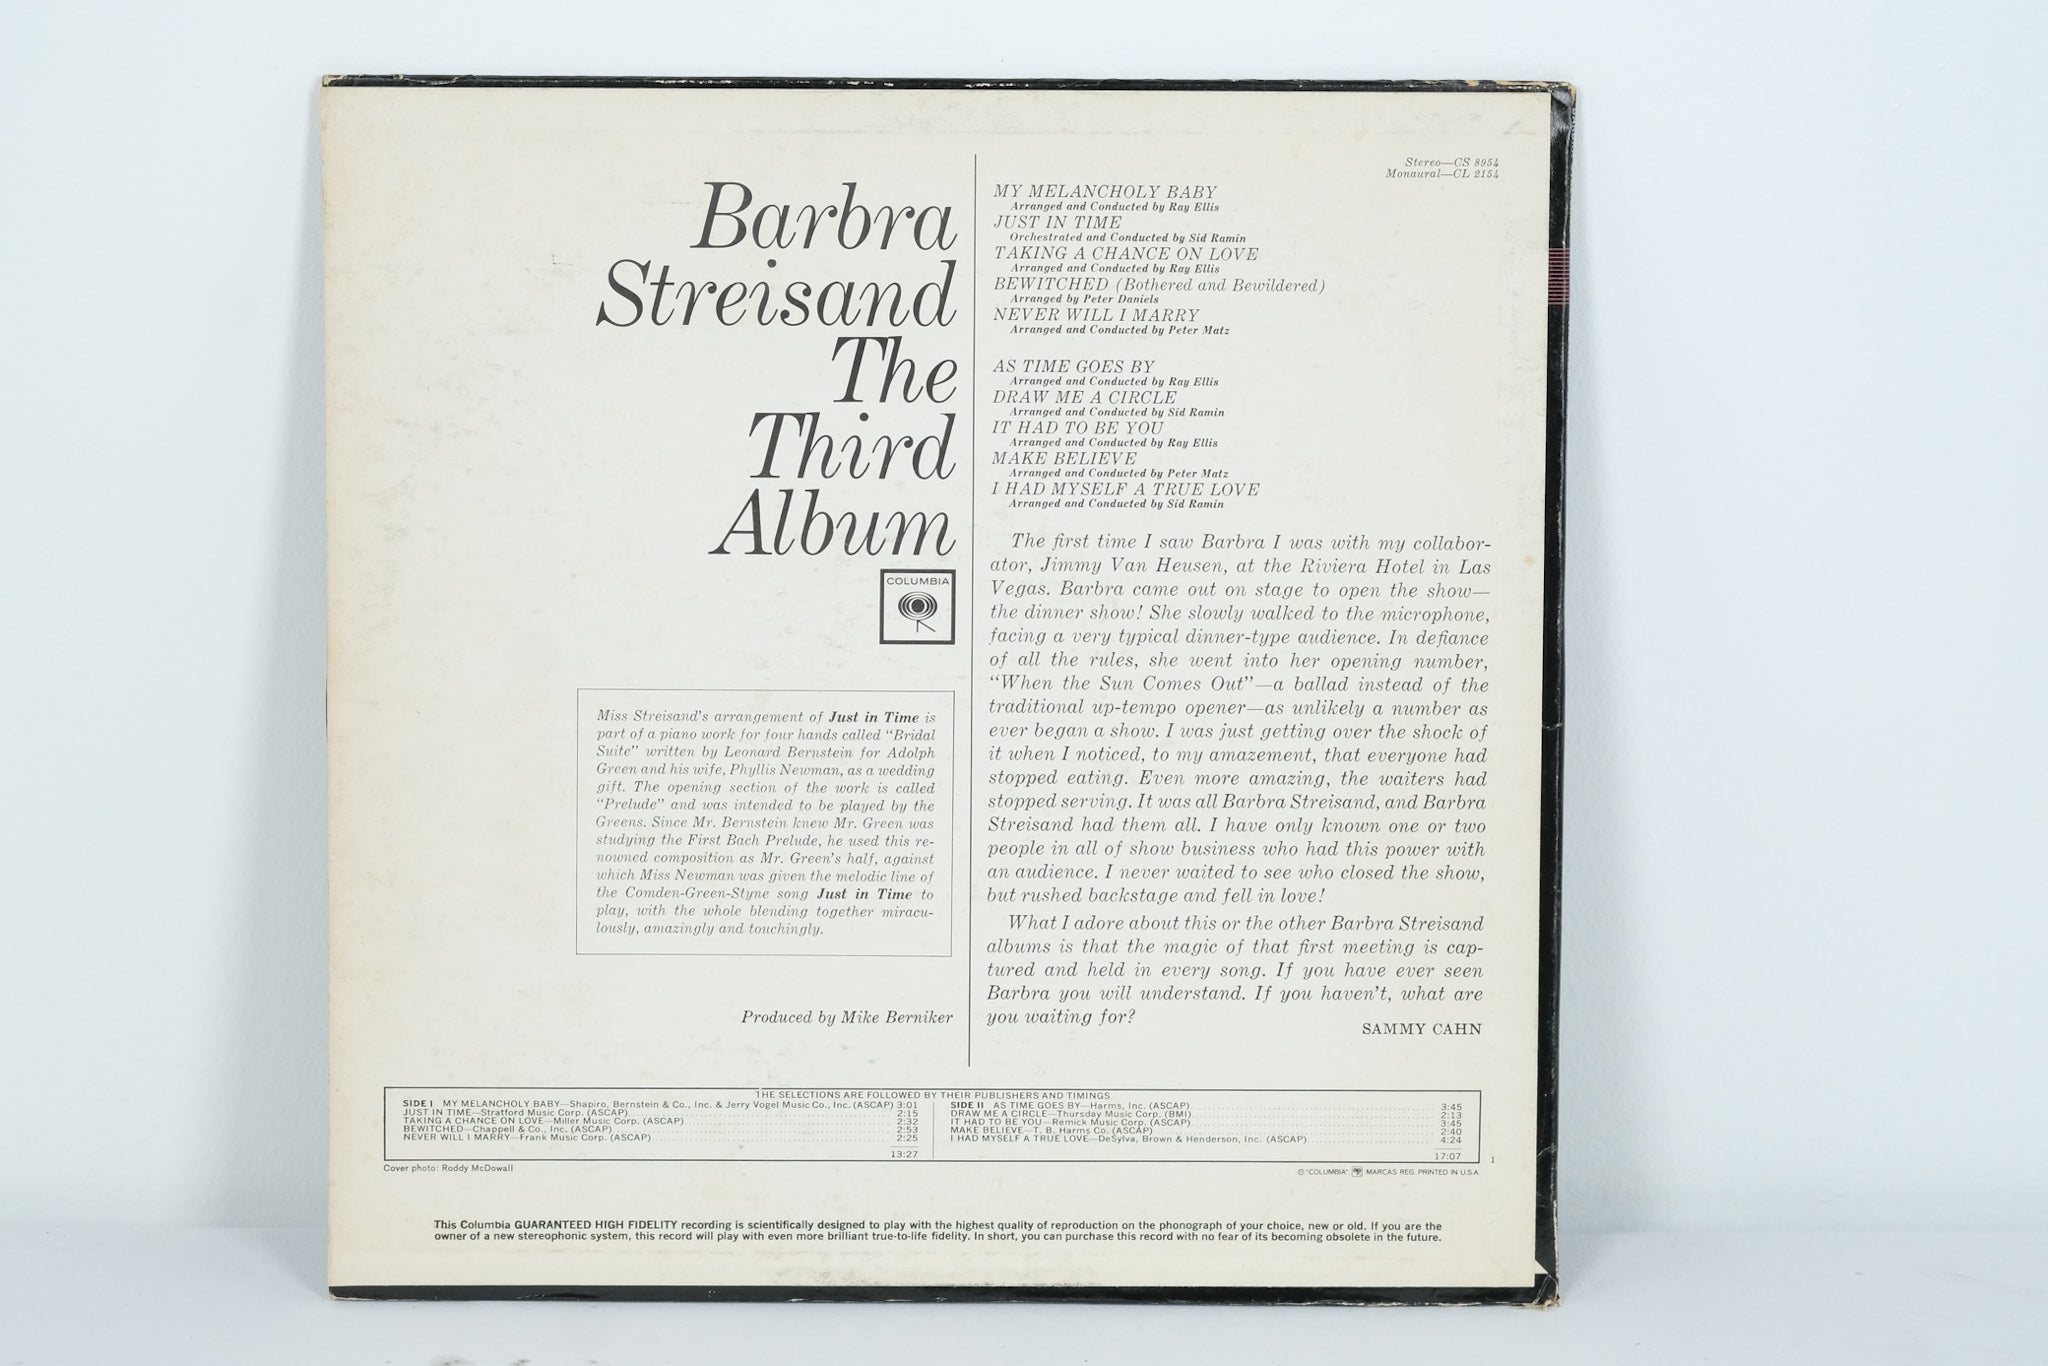 Barbra
Streisand
The
Third
Album
COLUMBIA
Miss Streisand's arrangement of Just in Time is
part of a piano work for four hands called "Bridal
Suite" written by Leonard Bernstein for Adolph
Green and his wife, Phyllis Newman, as a wedding
gift. The opening section of the work is called
"Prelude" and was intended to be played by the
Greens. Since Mr. Bernstein knew Mr. Green was
studying the First Bach Prelude, he used this re-
nowned composition as Mr. Green's half, against
which Miss Newman was given the melodic line of
the Comden-Green-Styne song Just in Time to
play, with the whole blending together miracu-
lously, amazingly and touchingly.
Produced by Mike Berniker
Stereo—CS 8954
Monaural—CL 2154
MY MELANCHOLY BABY
Arranged and Conducted by Ray Ellis
JUST IN TIME
Orchestrated and Conducted by Sid Ramin
TAKING A CHANCE ON LOVE
Arranged and Conducted by Ray Ellis
BEWITCHED (Bothered and Bewildered)
Arranged by Peter Daniels
NEVER WILL I MARRY
Arranged and Conducted by Peter Matz
AS TIME GOES BY
Arranged and Conducted by Ray Ellis
DRAW ME A CIRCLE
Arranged and Conducted by Sid Ramin
IT HAD TO BE YOU
Arranged and Conducted by Ray Ellis
MAKE BELIEVE
Arranged and Conducted by Peter Matz
I HAD MYSELF A TRUE LOVE
Arranged and Conducted by Sid Ramin
The first time I saw Barbra I was with my collabor-
ator, Jimmy Van Heusen, at the Riviera Hotel in Las
Vegas. Barbra came out on stage to open the show—
the dinner show! She slowly walked to the microphone,
facing a very typical dinner-type audience. In defiance
of all the rules, she went into her opening number,
"When the Sun Comes Out"—a ballad instead of the
traditional up-tempo opener—as unlikely a number as
ever began a show. I was just getting over the shock of
it when I noticed, to my amazement, that everyone had
stopped eating. Even more amazing, the waiters had
stopped serving. It was all Barbra Streisand, and Barbra
Streisand had them all. I have only known one or two
people in all of show business who had this power with
an audience. I never waited to see who closed the show,
but rushed backstage and fell in love!
What I adore about this or the other Barbra Streisand
albums is that the magic of that first meeting is cap-
tured and held in every song. If you have ever seen
Barbra you will understand. If you haven't, what are
you waiting for?
SAMMY CAHN
THE SELECTIONS ARE FOLLOWED BY THEIR PUBLISHERS AND TIMINGS
SIDE I MY MELANCHOLY BABY—Shapiro, Bernstein & Co., Inc. & Jerry Vogel Music Co., Inc. (ASCAP) 3:01
JUST IN TIME—Stratford Music Corp. (ASCAP) 2:15
TAKING A CHANCE ON LOVE—Miller Music Corp. (ASCAP) 2:32
BEWITCHED—Chappell & Co., Inc. (ASCAP) 2:53
NEVER WILL I MARRY—Frank Music Corp. (ASCAP) 2:25
13:27
SIDE II AS TIME GOES BY—Harms, Inc. (ASCAP) 3:45
DRAW ME A CIRCLE—Thursday Music Corp. (BMI) 2:13
IT HAD TO BE YOU—Remick Music Corp. (ASCAP) 3:45
MAKE BELIEVE—T. B. Harms Co. (ASCAP) 2:40
I HAD MYSELF A TRUE LOVE—DeSylva, Brown & Henderson, Inc. (ASCAP) 4:24
17:07
1
Cover photo: Roddy McDowall
℗ "COLUMBIA", MARCAS REG. PRINTED IN U.S.A.
This Columbia GUARANTEED HIGH FIDELITY recording is scientifically designed to play with the highest quality of reproduction on the phonograph of your choice, new or old. If you are the
owner of a new stereophonic system, this record will play with even more brilliant true-to-life fidelity. In short, you can purchase this record with no fear of its becoming obsolete in the future.